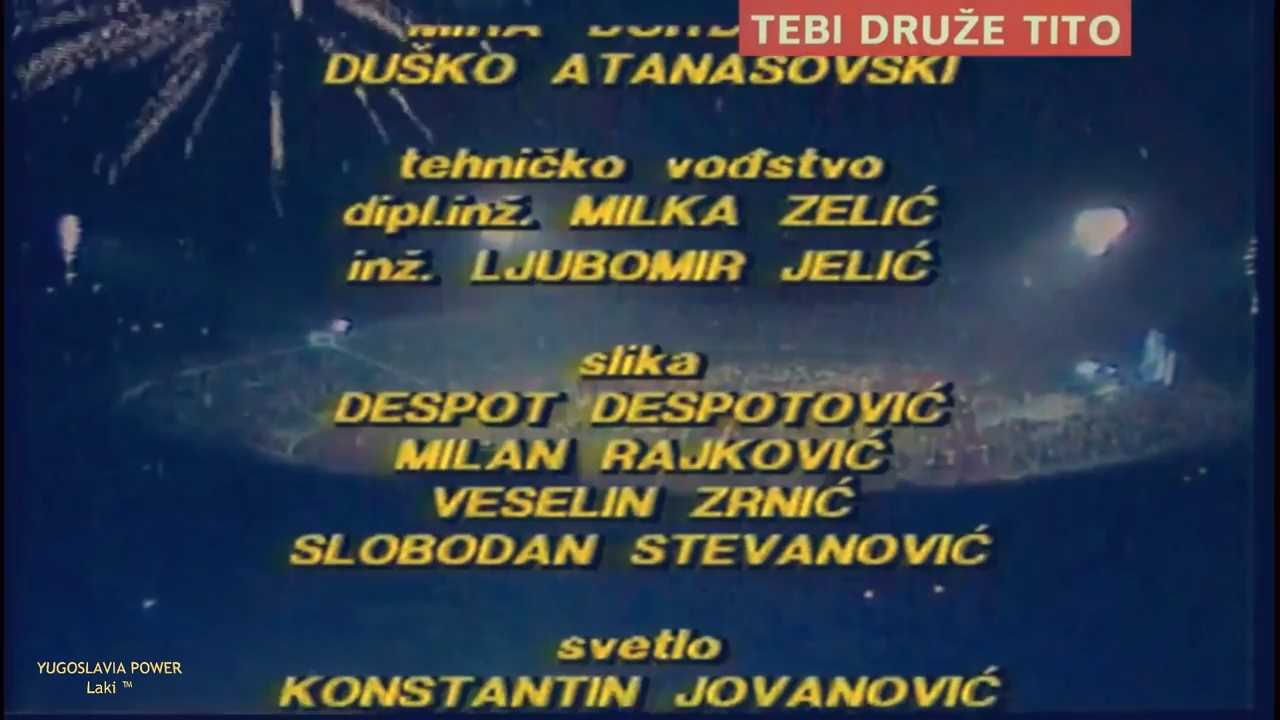 TEBI DRUŽE TITO
DUŠKO ATANASOVSKI
tehničko vođstvo
dipl.inž. MILKA ZELIĆ
inž. LJUBOMIR JELIĆ
slika
DESPOT DESPOTOVIĆ
MILAN RAJKOVIĆ
VESELIN ZRNIĆ
SLOBODAN STEVANOVIĆ
svetlo
KONSTANTIN JOVANOVIĆ
YUGOSLAVIA POWER
Laki ™